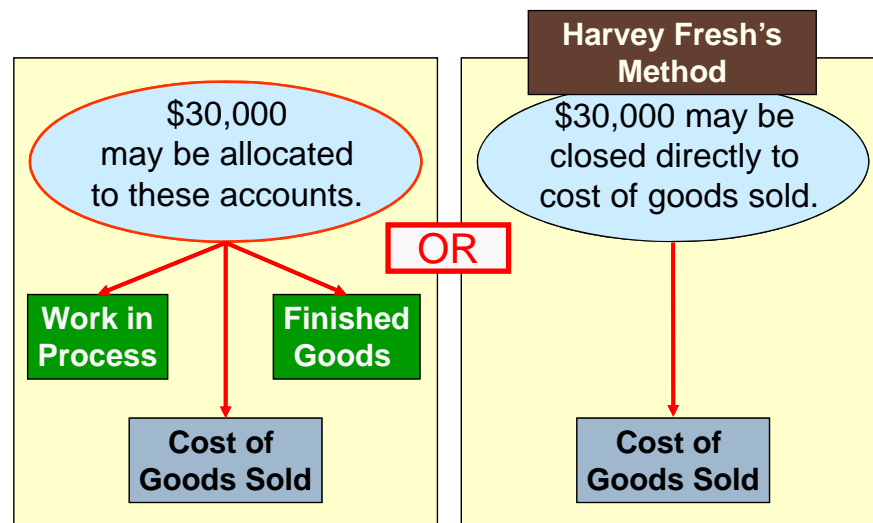 $30,000
may be allocated
to these accounts.
Work in
Process
Finished
Goods
Cost of
Goods Sold
OR
Harvey Fresh's
Method
$30,000 may be
closed directly to
cost of goods sold.
Cost of
Goods Sold